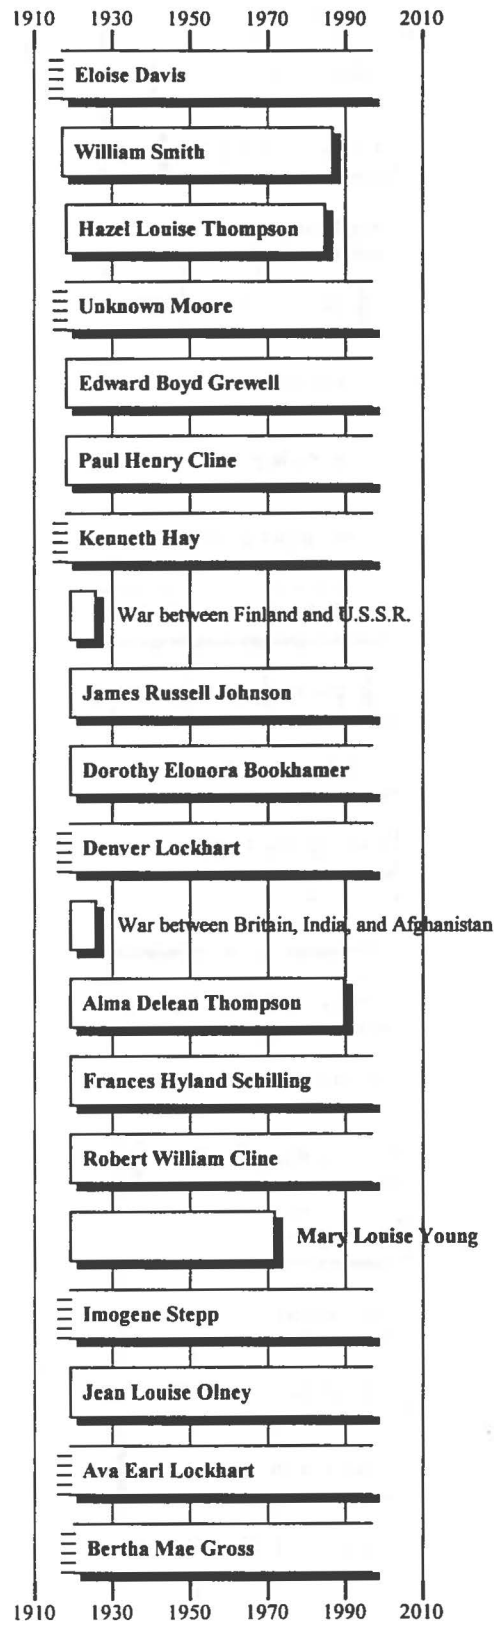 1910 1930 1950 1970 1990 2010
Eloise Davis
William Smith
Hazel Louise Thompson
Unknown Moore
Edward Boyd Grewell
Paul Henry Cline
Kenneth Hay
War between Finland and U.S.S.R.
James Russell Johnson
Dorothy Elonora Bookhamer
Denver Lockhart
War between Britain, India, and Afghanistan
Alma Delean Thompson
Frances Hyland Schilling
Robert William Cline
Mary Louise Young
Imogene Stepp
Jean Louise Olney
Ava Earl Lockhart
Bertha Mae Gross
1910 1930 1950 1970 1990 2010